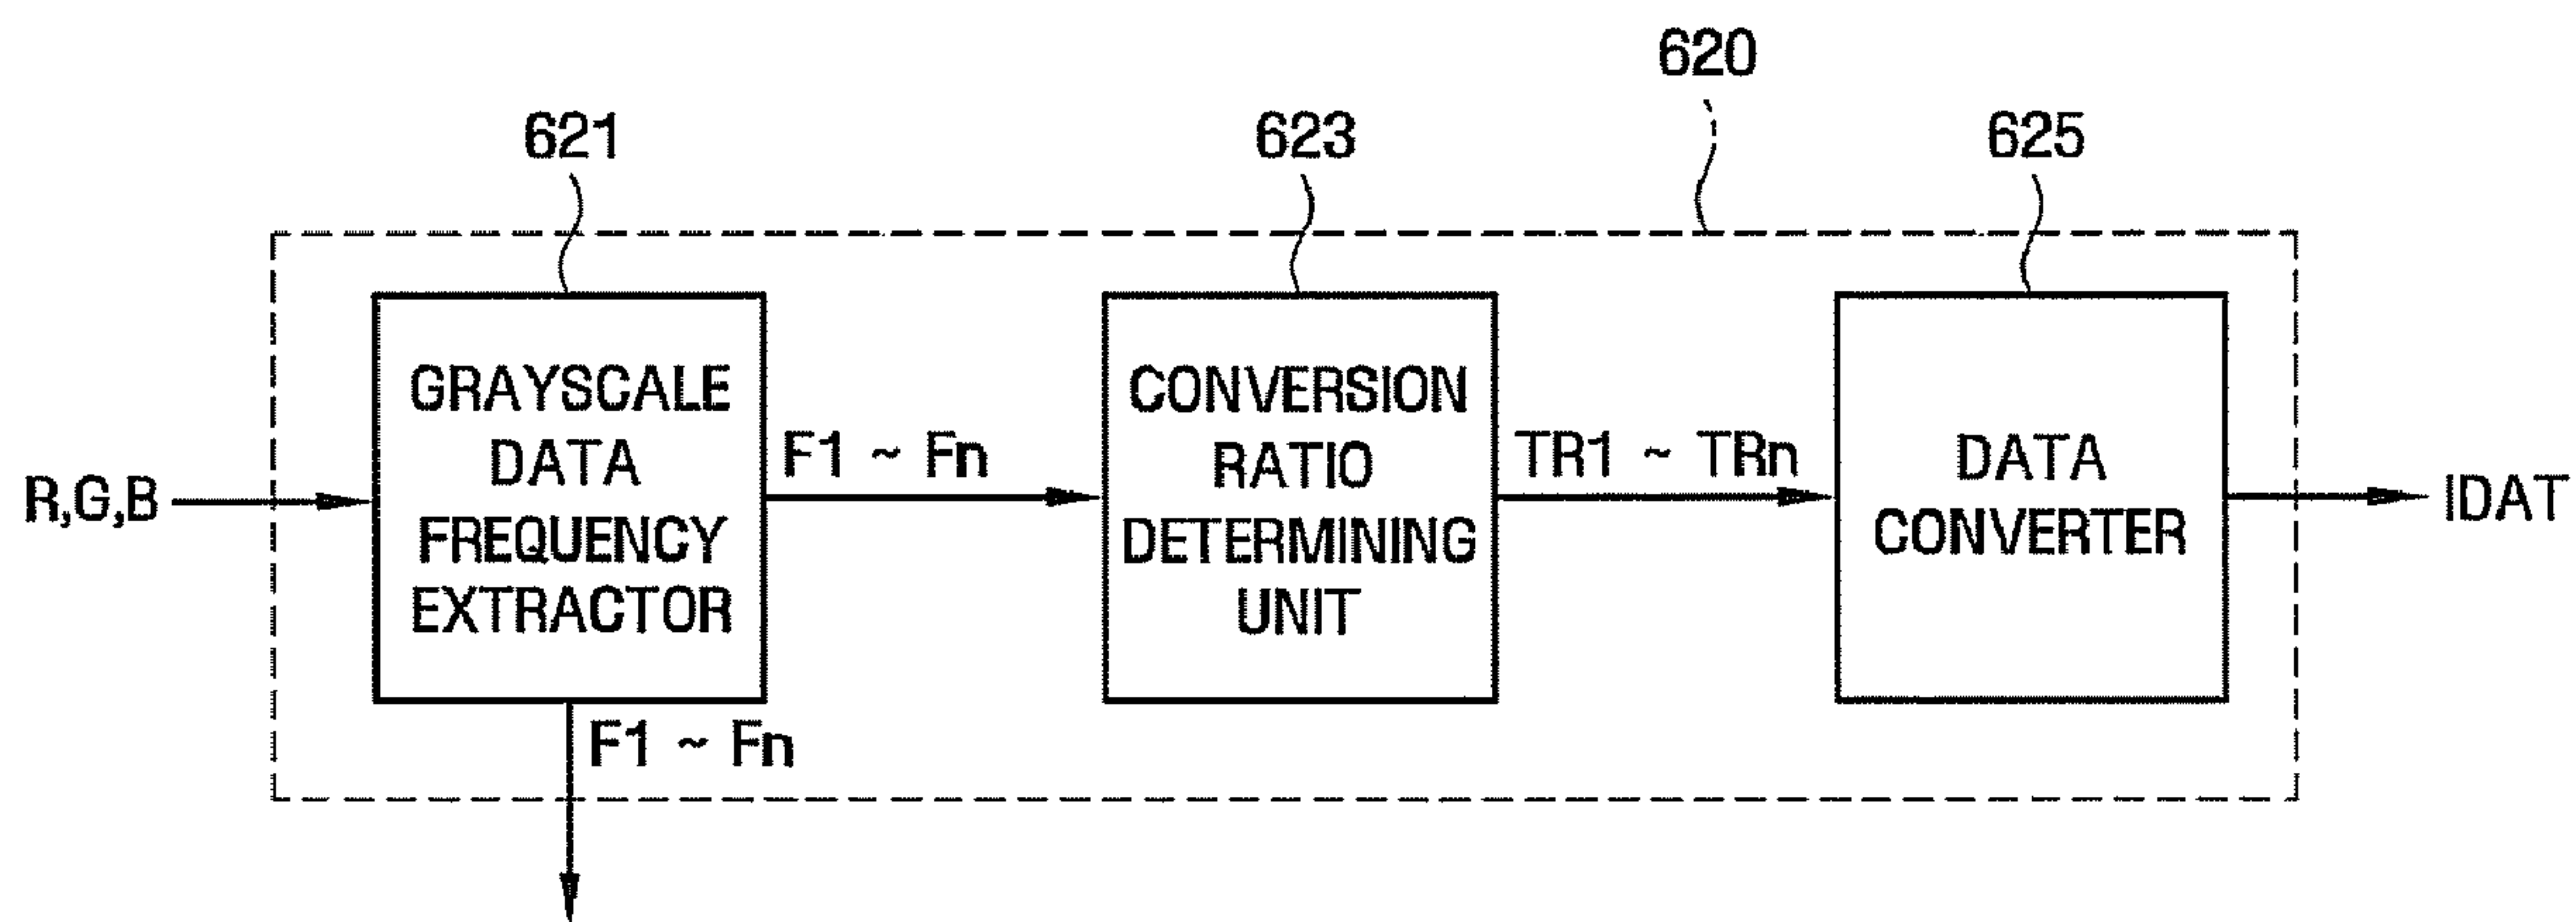 620
621
623
625
GRAYSCALE
DATA
FREQUENCY
EXTRACTOR
CONVERSION
RATIO
DETERMINING
UNIT
DATA
CONVERTER
R,G,B
F1 ~ Fn
TR1 ~ TRn
IDAT
F1 ~ Fn